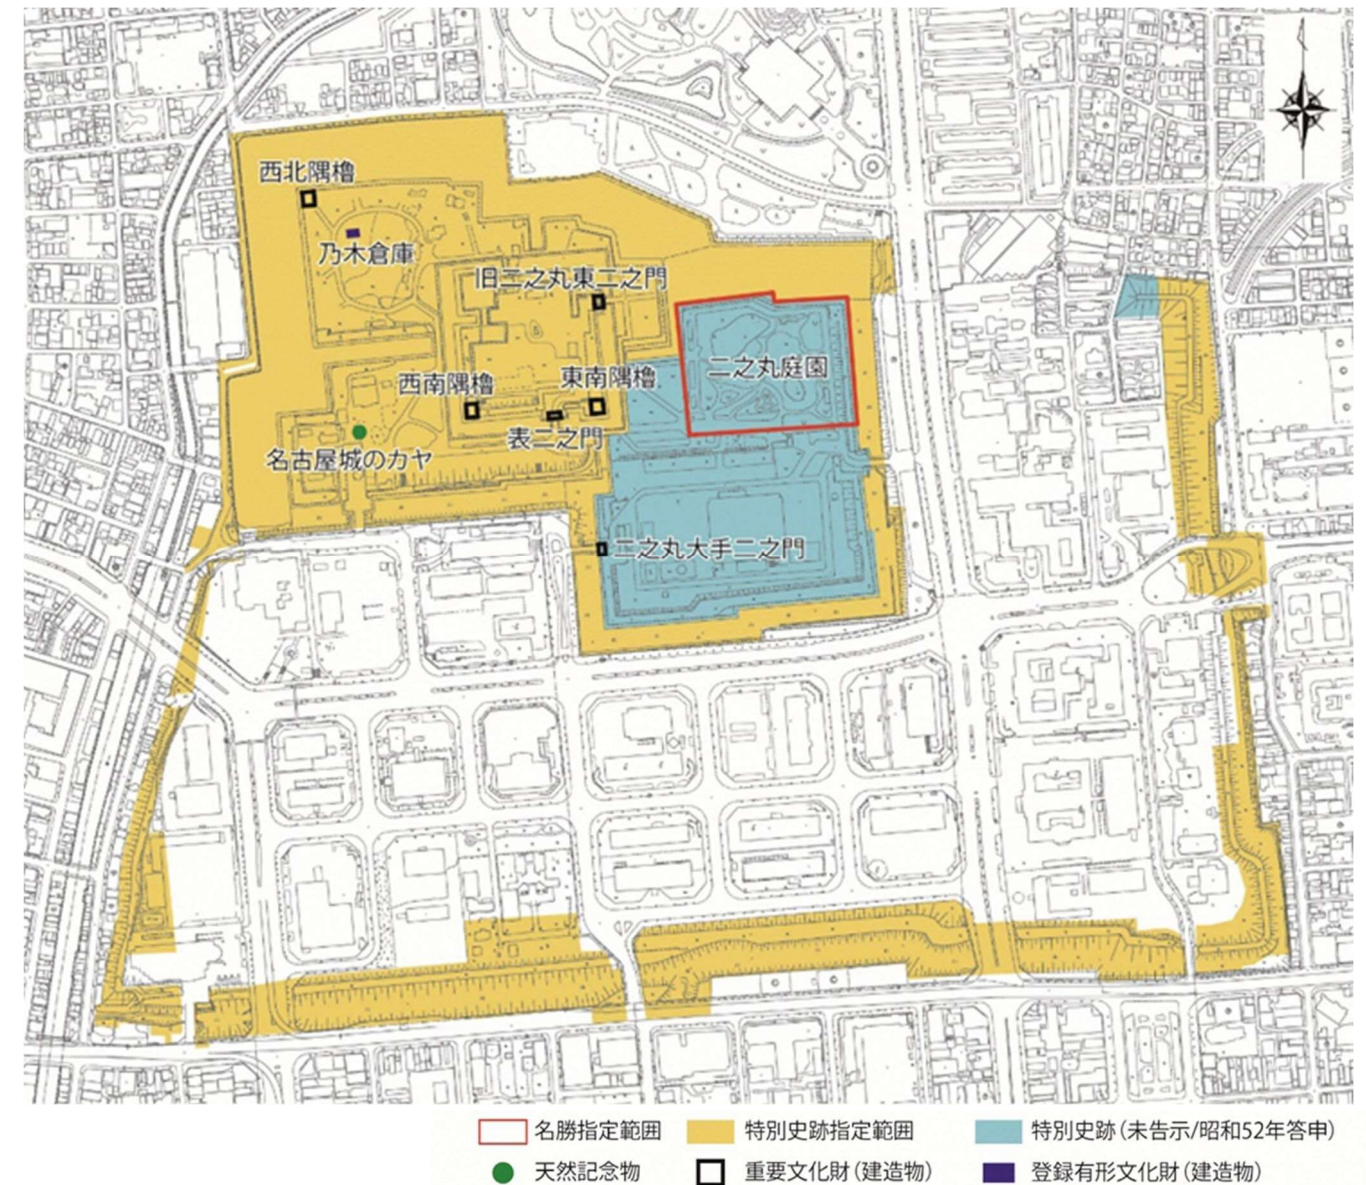 西北隅櫓
乃木倉庫
旧二之丸東二之門
二之丸庭園
西南隅櫓
東南隅櫓
表二之門
名古屋城のカヤ
二之丸大手二之門
名勝指定範囲
特別史跡指定範囲
特別史跡(未告示/昭和52年答申)
天然記念物
重要文化財(建造物)
登録有形文化財(建造物)